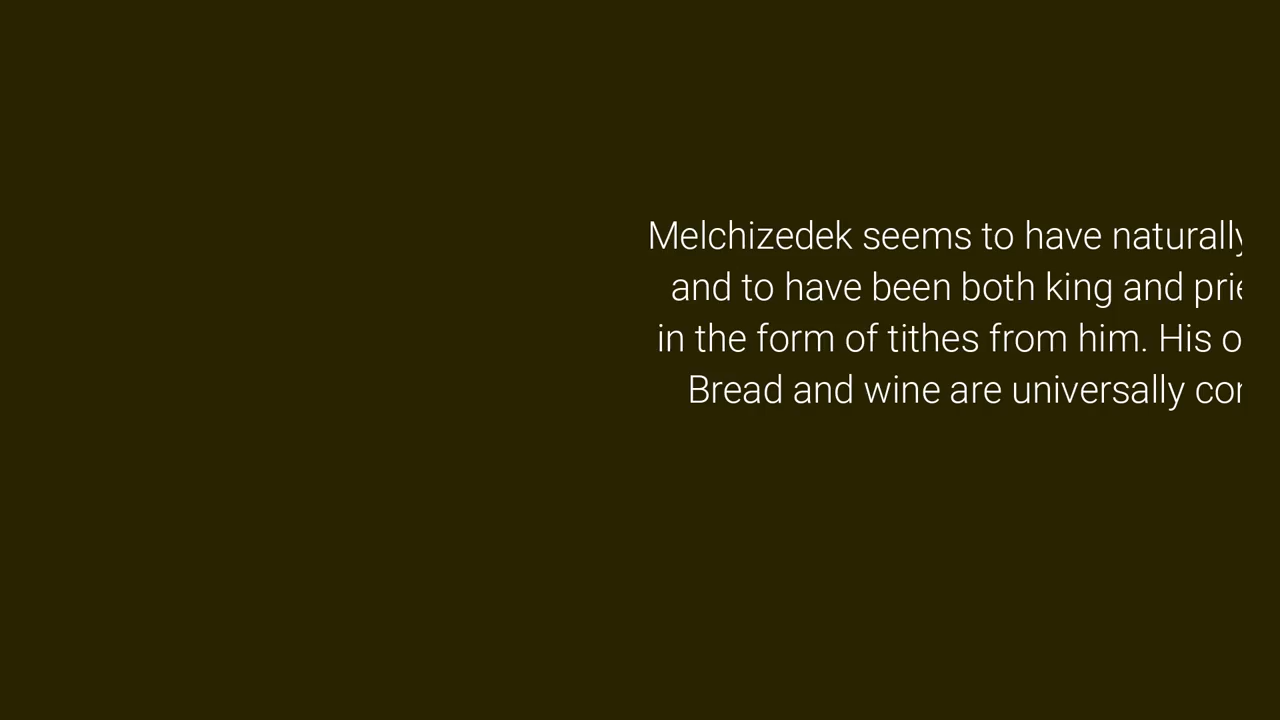 Melchizedek seems to have naturally
and to have been both king and
in the form of tithes from him. His
Bread and wine are universally